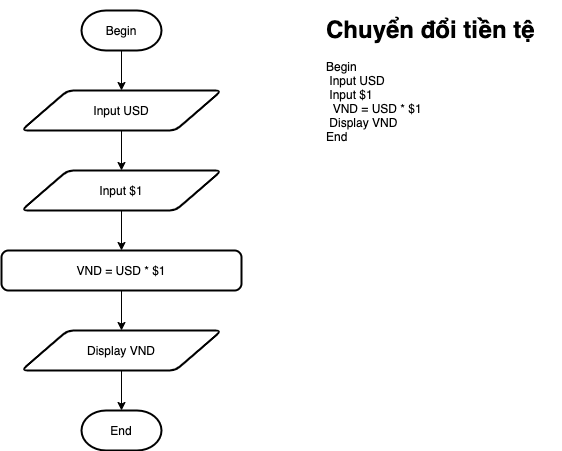 Begin
Input USD
Input $1
VND = USD * $1
Display VND
End
Chuyển đổi tiền tệ
Begin
Input USD
Input $1
VND = USD * $1
Display VND
End